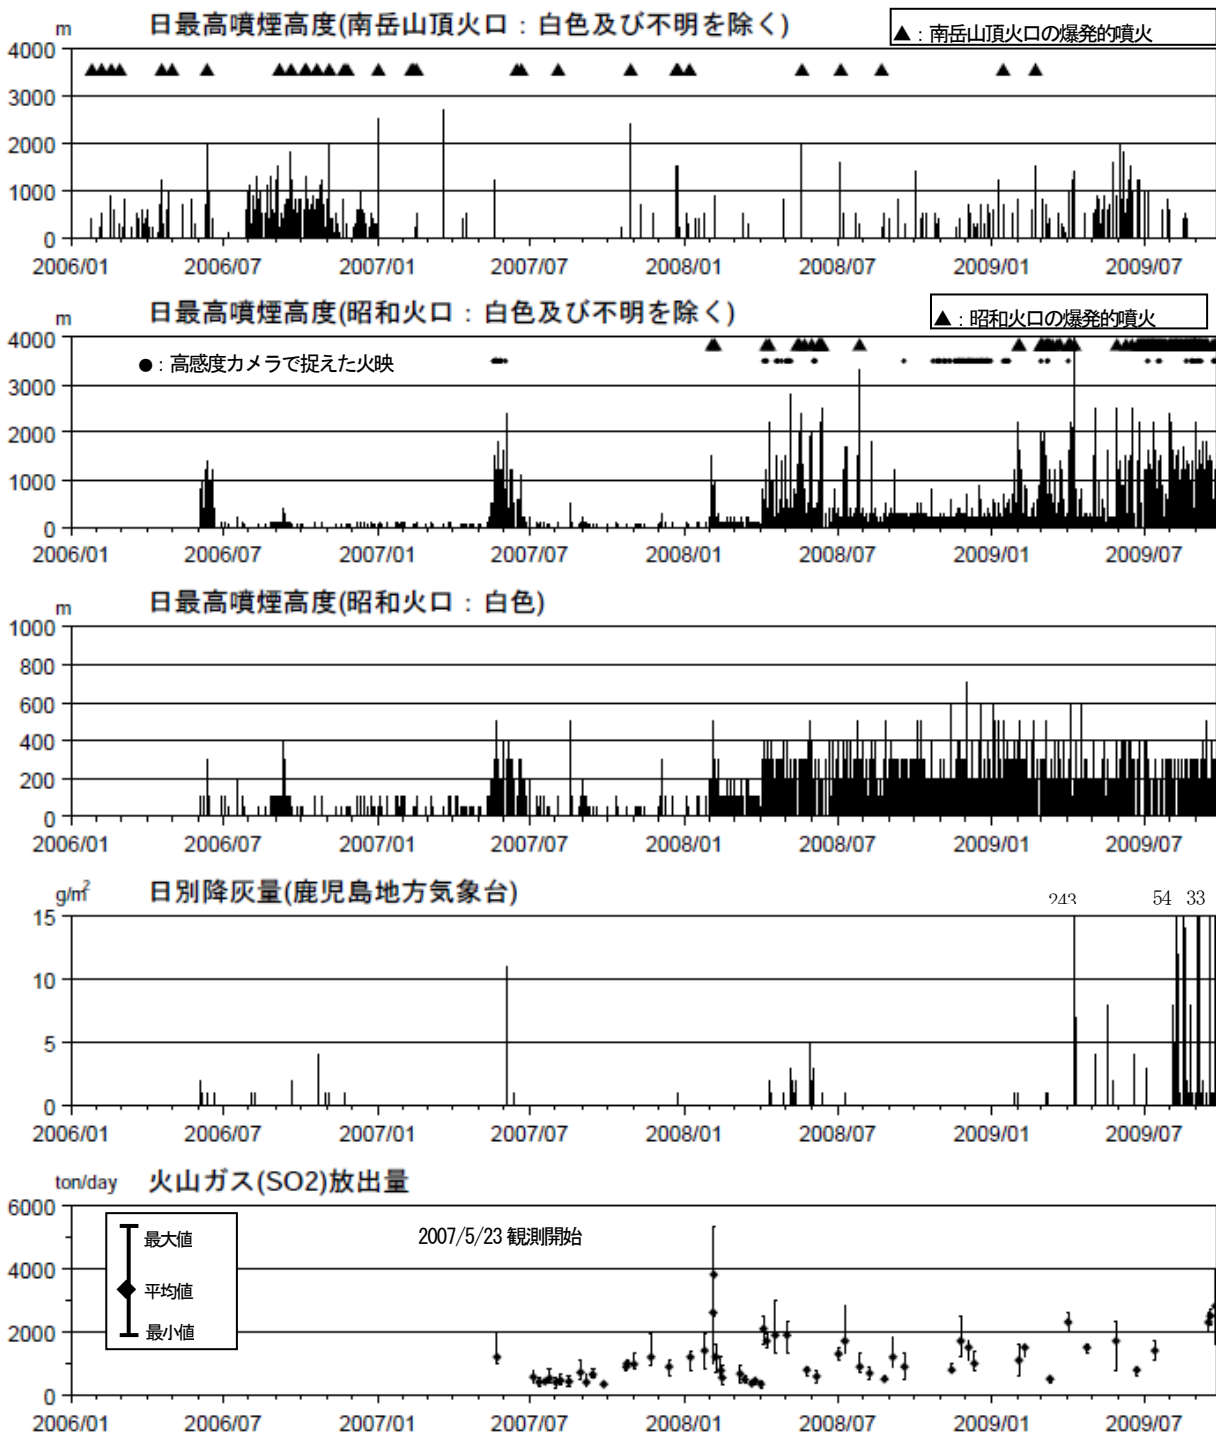 日最高噴煙高度(南岳山頂火口：白色及び不明を除く)
▲：南岳山頂火口の爆発的噴火
m
4000
3000
2000
1000
0
2006/01 2006/07 2007/01 2007/07 2008/01 2008/07 2009/01 2009/07
日最高噴煙高度(昭和火口：白色及び不明を除く)
▲：昭和火口の爆発的噴火
m
4000
●：高感度カメラで捉えた火映
3000
2000
1000
0
2006/01 2006/07 2007/01 2007/07 2008/01 2008/07 2009/01 2009/07
日最高噴煙高度(昭和火口：白色)
m
1000
800
600
400
200
0
2006/01 2006/07 2007/01 2007/07 2008/01 2008/07 2009/01 2009/07
g/m² 日別降灰量(鹿児島地方気象台)
243 54 33
15
10
5
0
2006/01 2006/07 2007/01 2007/07 2008/01 2008/07 2009/01 2009/07
ton/day 火山ガス(SO2)放出量
6000
最大値
2007/5/23 観測開始
4000
平均値
2000
最小値
0
2006/01 2006/07 2007/01 2007/07 2008/01 2008/07 2009/01 2009/07